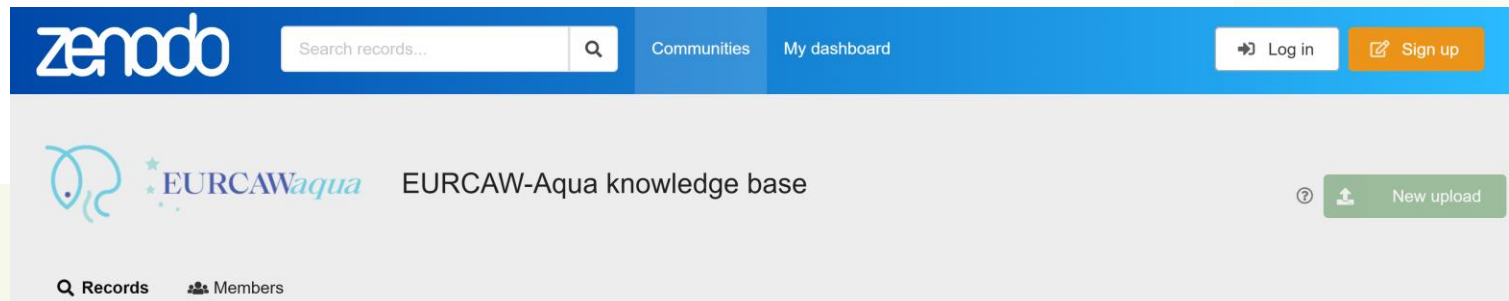 zenodo
Search records...
Communities
My dashboard
Log in
Sign up
EURCAWaqua
EURCAW-Aqua knowledge base
? New upload
Records
Members